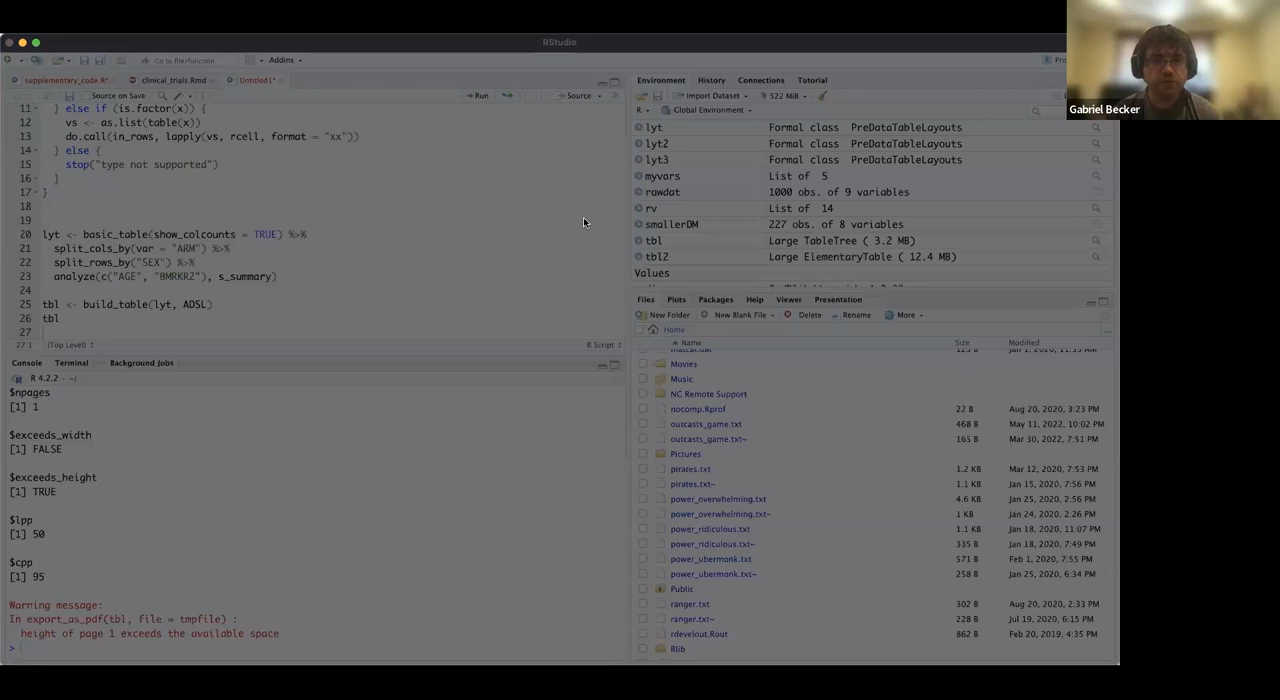 RStudio
Go to file/function
Addins
supplementary_code.R*
clinical_trials.Rmd
Untitled1*
Source on Save
Run
Source
11 } else if (is.factor(x)) {
12 vs <- as.list(table(x))
13 do.call(in_rows, lapply(vs, rcell, format = "xx"))
14 } else {
15 stop("type not supported")
16 }
17 }
18
19
20 lyt <- basic_table(show_colcounts = TRUE) %>%
21 split_cols_by(var = "ARM") %>%
22 split_rows_by("SEX") %>%
23 analyze(c("AGE", "BMRKR2"), s_summary)
24
25 tbl <- build_table(lyt, ADSL)
26 tbl
27
27:1 (Top Level) R Script
Console Terminal Background Jobs
R 4.2.2 · ~/
$npages
[1] 1
$exceeds_width
[1] FALSE
$exceeds_height
[1] TRUE
$lpp
[1] 50
$cpp
[1] 95
Warning message:
In export_as_pdf(tbl, file = tmpfile) :
height of page 1 exceeds the available space
>
Environment History Connections Tutorial
Import Dataset 522 MiB
R Global Environment
lyt Formal class PreDataTableLayouts
lyt2 Formal class PreDataTableLayouts
lyt3 Formal class PreDataTableLayouts
myvars List of 5
rawdat 1000 obs. of 9 variables
rv List of 14
smallerDM 227 obs. of 8 variables
tbl Large TableTree ( 3.2 MB)
tbl2 Large ElementaryTable ( 12.4 MB)
Values
Files Plots Packages Help Viewer Presentation
New Folder New Blank File Delete Rename More
Home
Name Size Modified
Movies
Music
NC Remote Support
nocomp.Rprof 22 B Aug 20, 2020, 3:23 PM
outcasts_game.txt 468 B May 11, 2022, 10:02 PM
outcasts_game.txt~ 165 B Mar 30, 2022, 7:51 PM
Pictures
pirates.txt 1.2 KB Mar 12, 2020, 7:53 PM
pirates.txt~ 1.1 KB Jan 15, 2020, 7:56 PM
power_overwhelming.txt 4.6 KB Jan 25, 2020, 2:56 PM
power_overwhelming.txt~ 1 KB Jan 24, 2020, 2:26 PM
power_ridiculous.txt 1.1 KB Jan 18, 2020, 11:07 PM
power_ridiculous.txt~ 335 B Jan 18, 2020, 7:49 PM
power_ubermonk.txt 571 B Feb 1, 2020, 7:55 PM
power_ubermonk.txt~ 258 B Jan 25, 2020, 6:34 PM
Public
ranger.txt 302 B Aug 20, 2020, 2:33 PM
ranger.txt~ 228 B Jul 19, 2020, 6:15 PM
rdevelout.Rout 862 B Feb 20, 2019, 4:35 PM
Rlib
Gabriel Becker